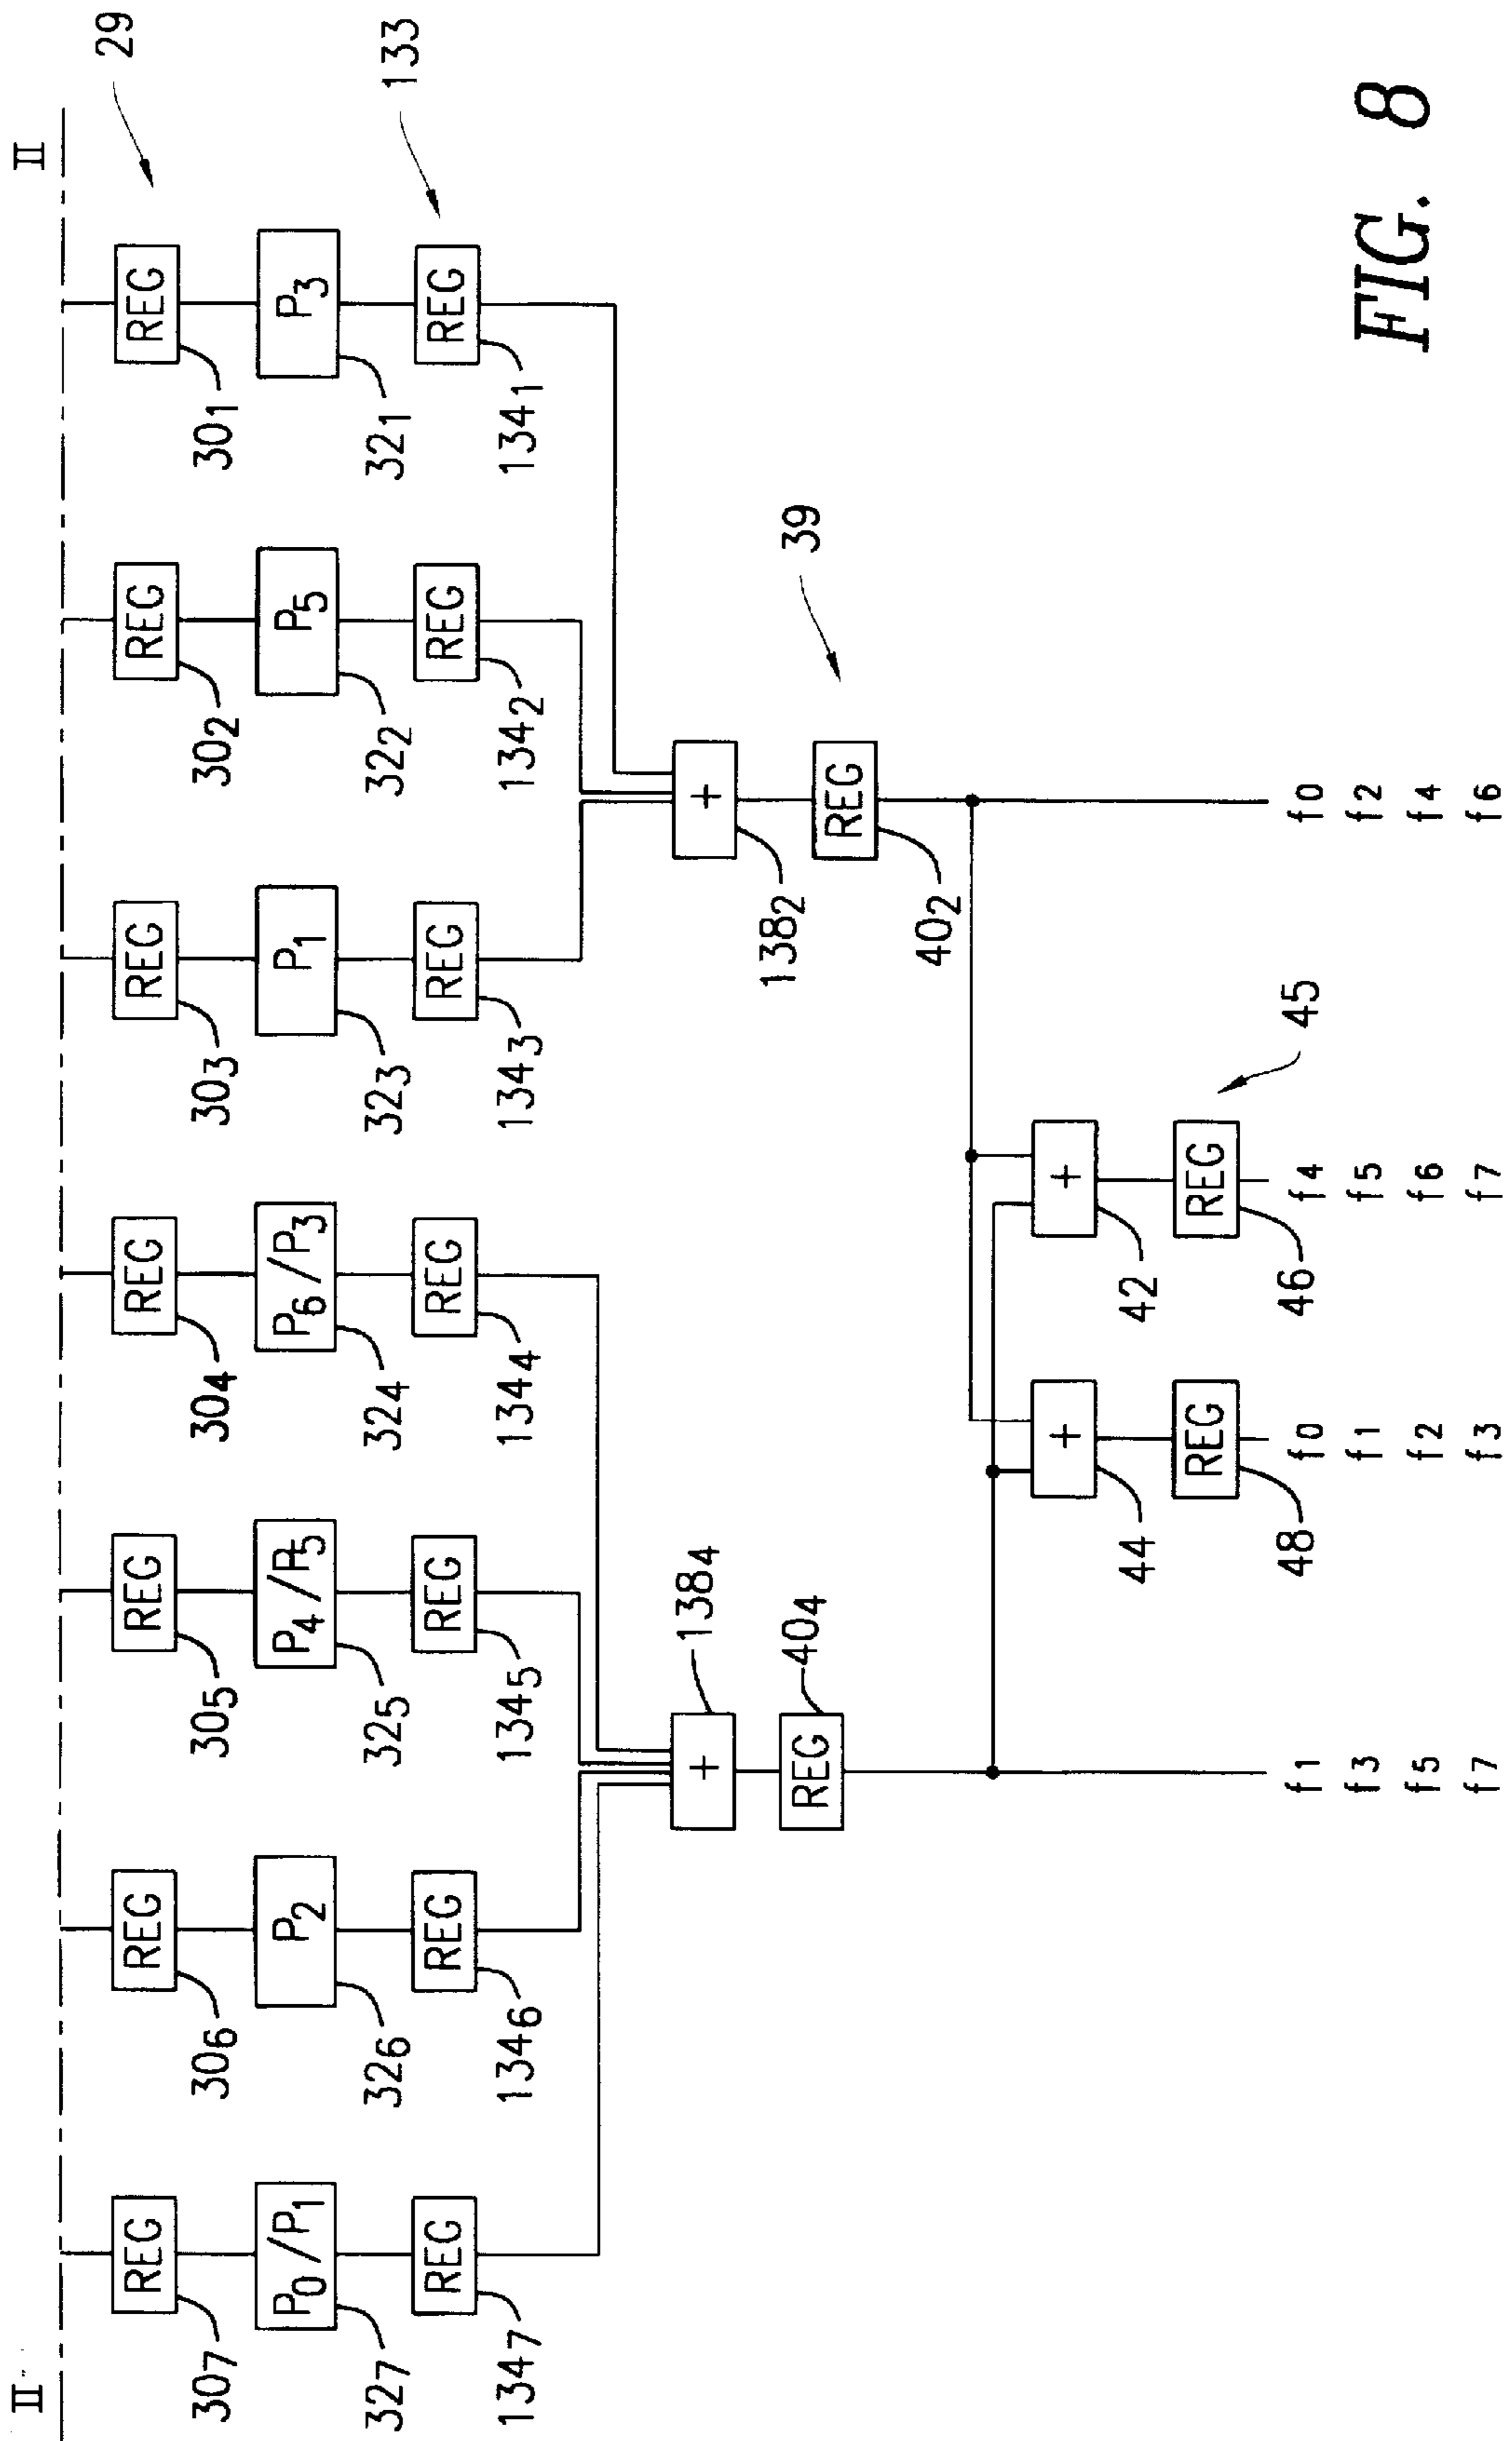 II II
29
REG REG REG REG REG REG REG
30₇ 30₆ 30₅ 30₄ 30₃ 30₂ 30₁
P₀/P₁ P₂ P₄/P₅ P₆/P₃ P₁ P₅ P₃
32₇ 32₆ 32₅ 32₄ 32₃ 32₂ 32₁
133
REG REG REG REG REG REG REG
134₇ 134₆ 134₅ 134₄ 134₃ 134₂ 134₁
+ 138₄ +
138₂
39
REG 40₄ REG
40₂
+ +
44 42
REG REG
48 46 45
f1 f0 f4 f0
f3 f1 f5 f2
f5 f2 f6 f4
f7 f3 f7 f6
FIG. 8